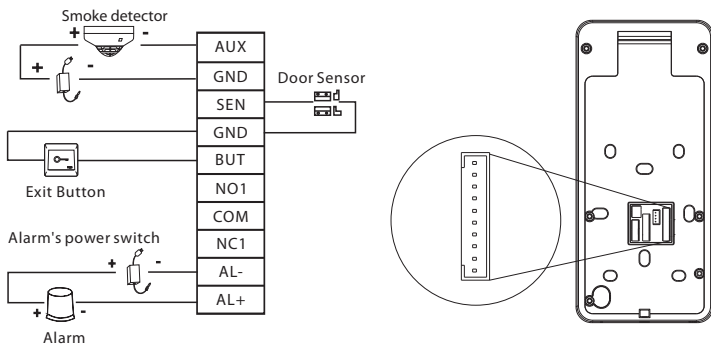 Smoke detector
+ -
AUX
+ -
GND
Door Sensor
SEN
GND
BUT
Exit Button
NO1
COM
Alarm's power switch
NC1
+ -
AL-
AL+
+ -
Alarm